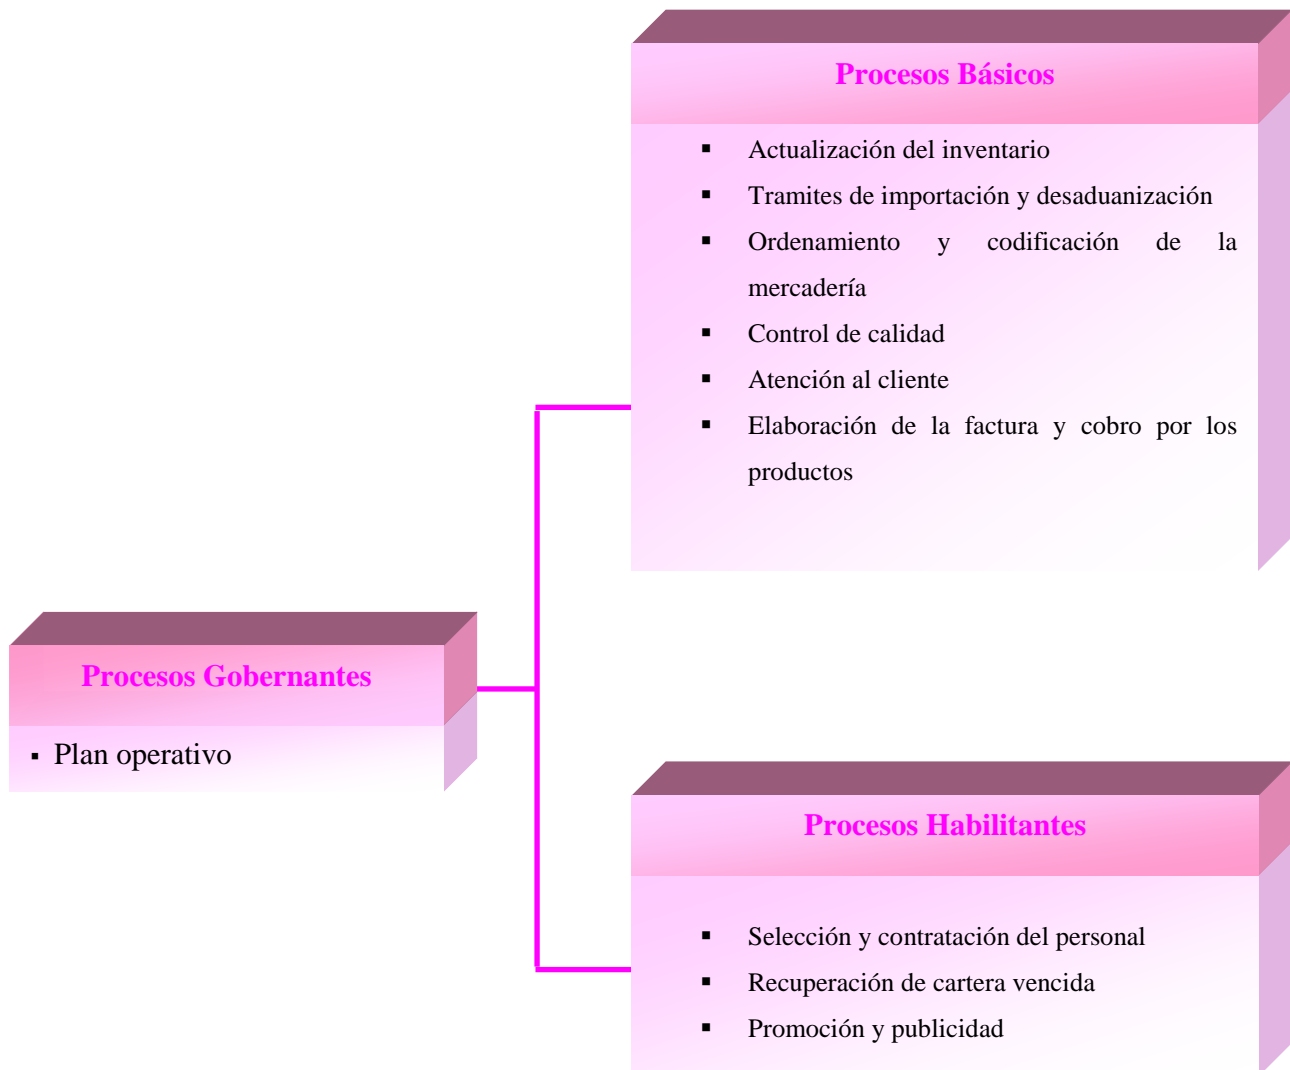 Procesos Básicos
▪ Actualización del inventario
▪ Tramites de importación y desaduanización
▪ Ordenamiento y codificación de la
mercadería
▪ Control de calidad
▪ Atención al cliente
▪ Elaboración de la factura y cobro por los
productos
Procesos Gobernantes
▪ Plan operativo
Procesos Habilitantes
▪ Selección y contratación del personal
▪ Recuperación de cartera vencida
▪ Promoción y publicidad